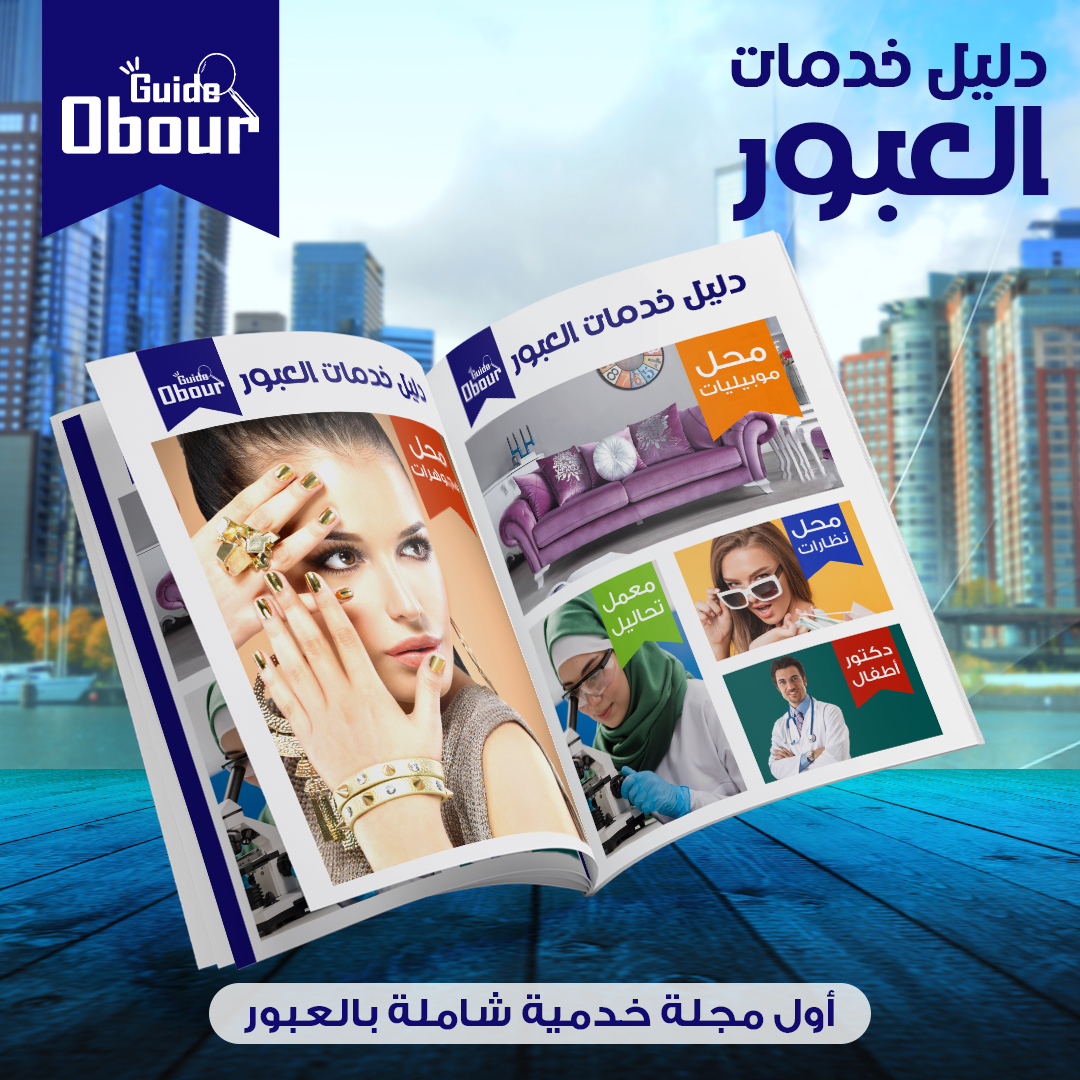 Guide
Obour
دليل خدمات
العبور
Guide
Obour
دليل خدمات العبور
محل
مجوهرات
Guide
Obour
دليل خدمات العبور
محل
موبيليات
محل
نظارات
معمل
تحاليل
دكتور
أطفال
أول مجلة خدمية شاملة بالعبور